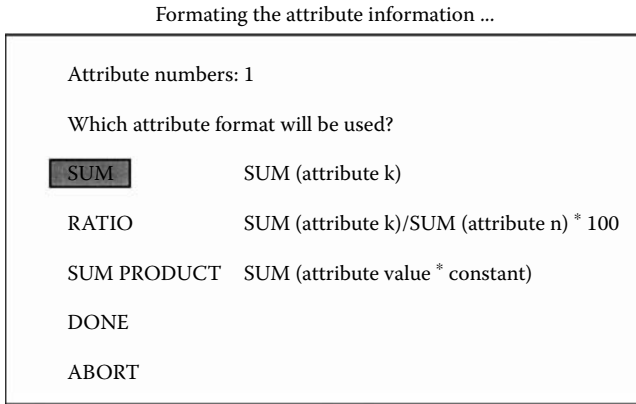 Formating the attribute information ...
Attribute numbers: 1
Which attribute format will be used?
SUM SUM (attribute k)
RATIO SUM (attribute k)/SUM (attribute n) * 100
SUM PRODUCT SUM (attribute value * constant)
DONE
ABORT